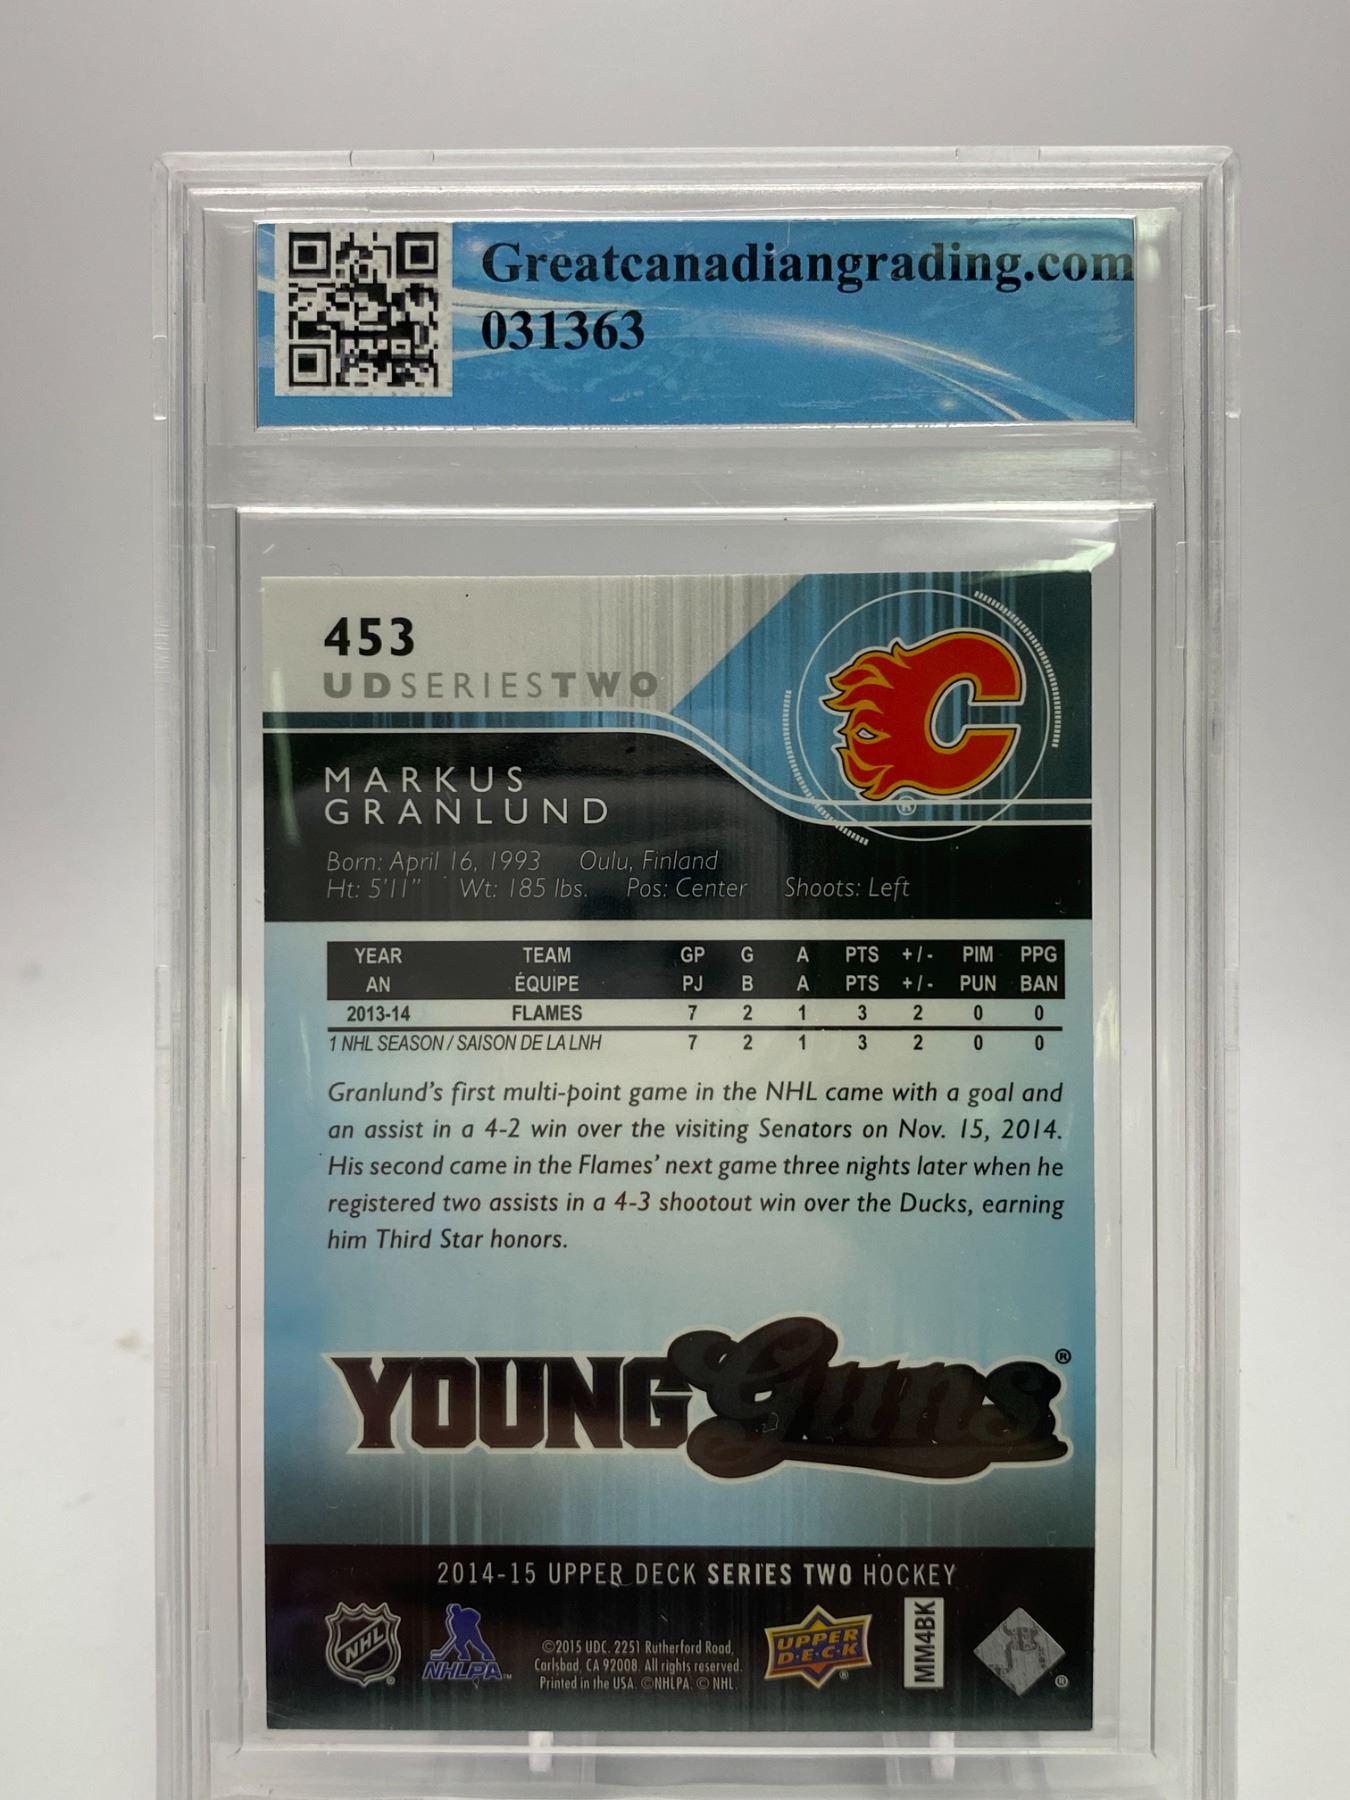 Greatcanadiangrading.com
031363
453
UDSERIESTWO
MARKUS
GRANLUND
Born: April 16, 1993 Oulu, Finland
Ht: 5'11" Wt: 185 lbs. Pos: Center Shoots: Left
YEAR TEAM GP G A PTS +/- PIM PPG
AN ÉQUIPE PJ B A PTS +/- PUN BAN
2013-14 FLAMES 7 2 1 3 2 0 0
1 NHL SEASON / SAISON DE LA LNH 7 2 1 3 2 0 0
Granlund's first multi-point game in the NHL came with a goal and
an assist in a 4-2 win over the visiting Senators on Nov. 15, 2014.
His second came in the Flames' next game three nights later when he
registered two assists in a 4-3 shootout win over the Ducks, earning
him Third Star honors.
YOUNG Guns®
2014-15 UPPER DECK SERIES TWO HOCKEY
NHL ®
NHLPA™
©2015 UDC. 2251 Rutherford Road,
Carlsbad, CA 92008. All rights reserved.
Printed in the USA. ©NHLPA. © NHL.
UPPER
D·E·C·K ®
MM4BK
®